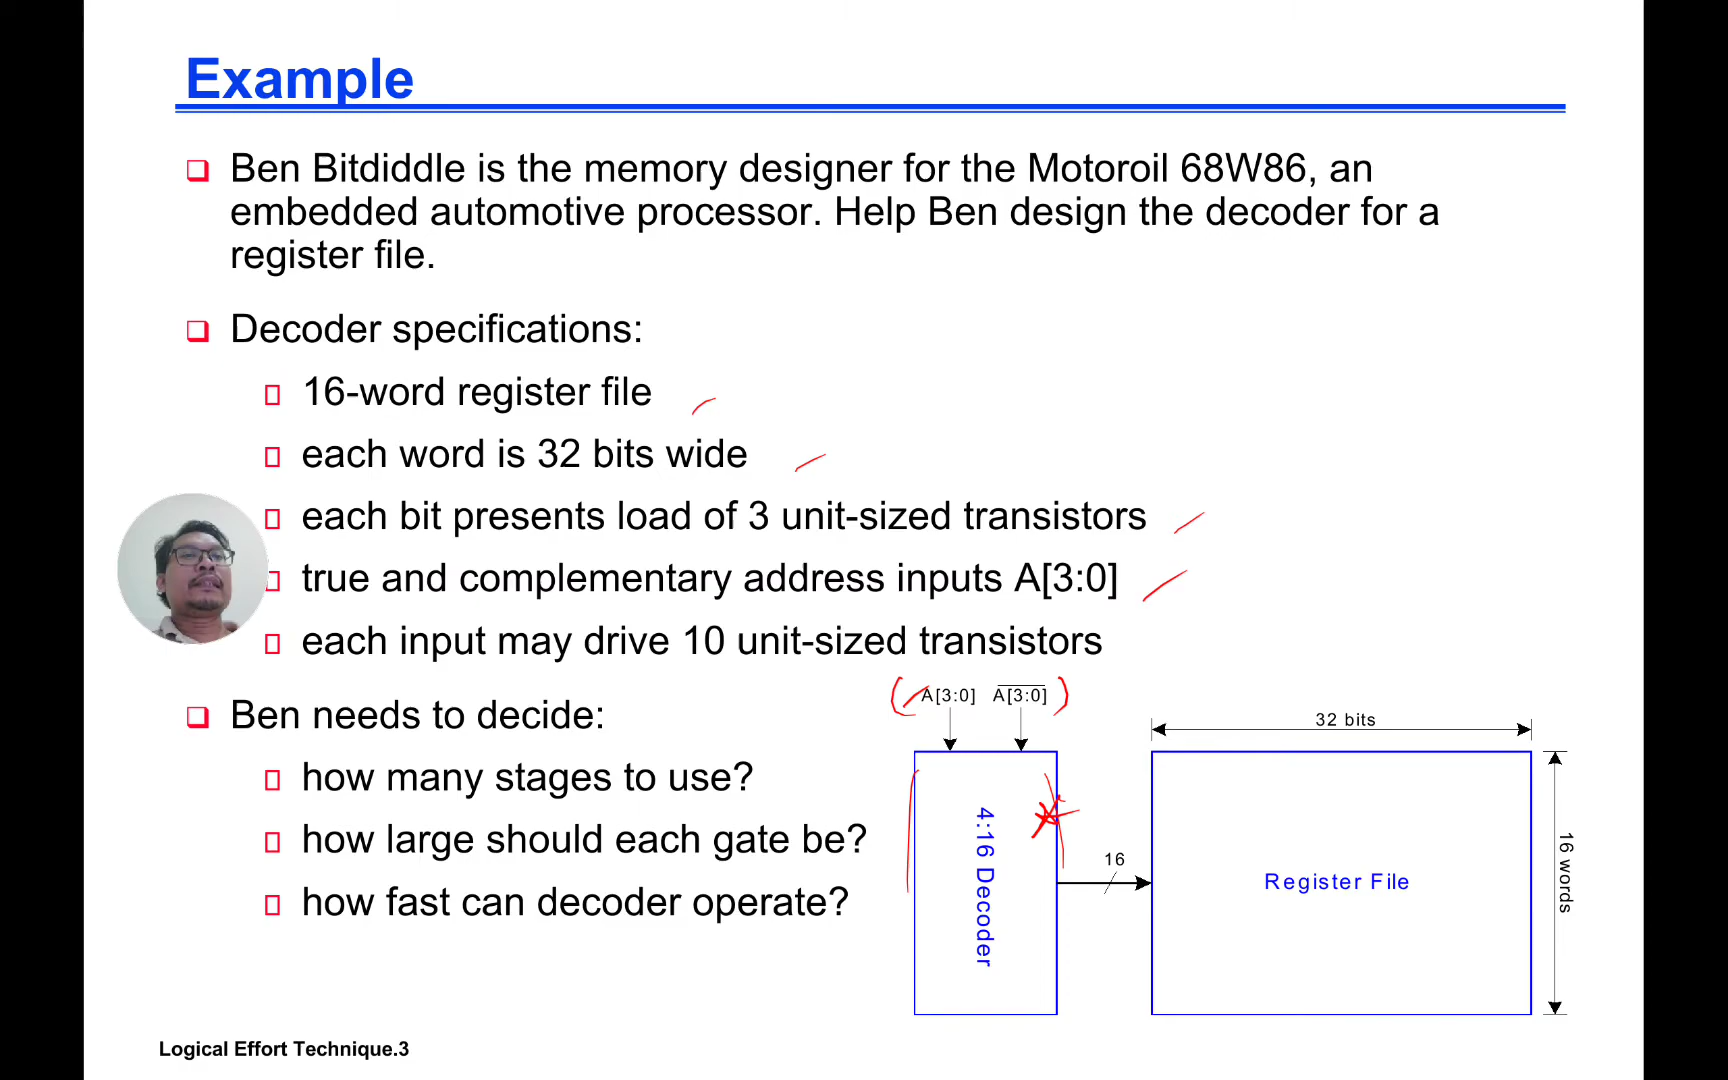 Example
Ben Bitdiddle is the memory designer for the Motoroil 68W86, an
embedded automotive processor. Help Ben design the decoder for a
register file.
Decoder specifications:
16-word register file
each word is 32 bits wide
each bit presents load of 3 unit-sized transistors
true and complementary address inputs A[3:0]
each input may drive 10 unit-sized transistors
Ben needs to decide:
how many stages to use?
how large should each gate be?
how fast can decoder operate?
A[3:0] A[3:0]
32 bits
4:16 Decoder
16
Register File
16 words
Logical Effort Technique.3